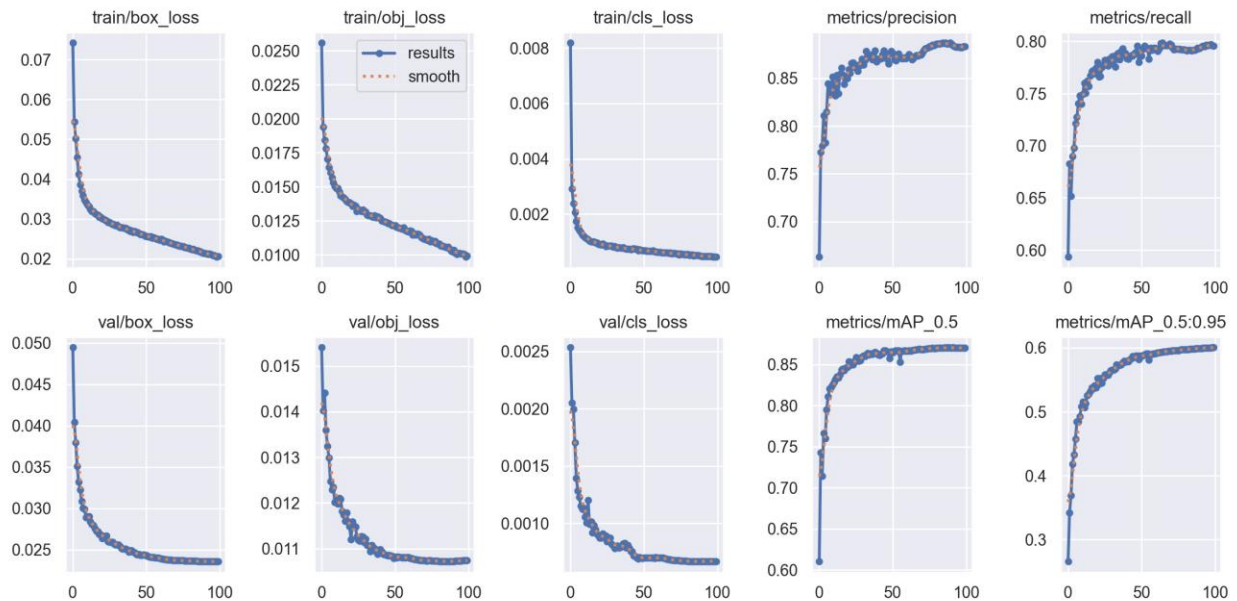 train/box_loss
0.07
0.06
0.05
0.04
0.03
0.02
0 50 100
train/obj_loss
results
smooth
0.0250
0.0225
0.0200
0.0175
0.0150
0.0125
0.0100
0 50 100
train/cls_loss
0.008
0.006
0.004
0.002
0 50 100
metrics/precision
0.85
0.80
0.75
0.70
0 50 100
metrics/recall
0.80
0.75
0.70
0.65
0.60
0 50 100
val/box_loss
0.050
0.045
0.040
0.035
0.030
0.025
0 50 100
val/obj_loss
0.015
0.014
0.013
0.012
0.011
0 50 100
val/cls_loss
0.0025
0.0020
0.0015
0.0010
0 50 100
metrics/mAP_0.5
0.85
0.80
0.75
0.70
0.65
0.60
0 50 100
metrics/mAP_0.5:0.95
0.6
0.5
0.4
0.3
0 50 100